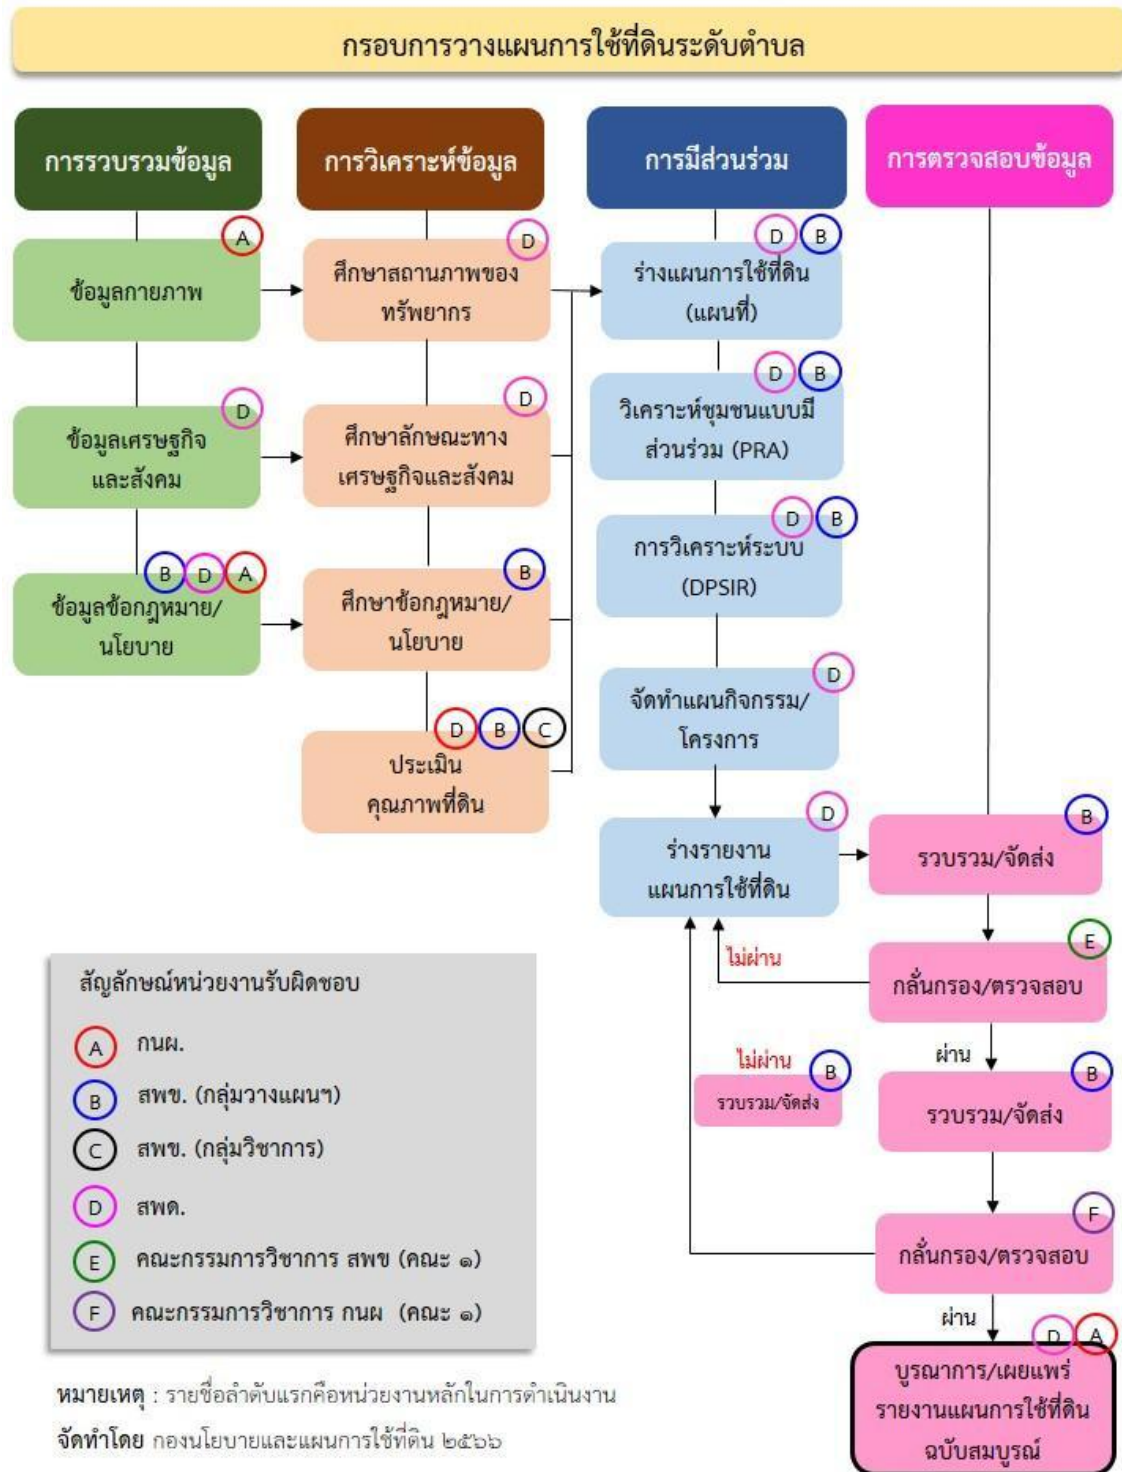 กรอบการวางแผนการใช้ที่ดินระดับตำบล
การรวบรวมข้อมูล
A
ข้อมูลกายภาพ
D
ข้อมูลเศรษฐกิจ
และสังคม
B D A
ข้อมูลข้อกฎหมาย/
นโยบาย
การวิเคราะห์ข้อมูล
D
ศึกษาสถานภาพของ
ทรัพยากร
D
ศึกษาลักษณะทาง
เศรษฐกิจและสังคม
B
ศึกษาข้อกฎหมาย/
นโยบาย
D B C
ประเมิน
คุณภาพที่ดิน
การมีส่วนร่วม
D B
ร่างแผนการใช้ที่ดิน
(แผนที่)
D B
วิเคราะห์ชุมชนแบบมี
ส่วนร่วม (PRA)
D B
การวิเคราะห์ระบบ
(DPSIR)
D
จัดทำแผนกิจกรรม/
โครงการ
D
ร่างรายงาน
แผนการใช้ที่ดิน
การตรวจสอบข้อมูล
B
รวบรวม/จัดส่ง
E
กลั่นกรอง/ตรวจสอบ
ไม่ผ่าน
ผ่าน
B
รวบรวม/จัดส่ง
ไม่ผ่าน
B
รวบรวม/จัดส่ง
F
กลั่นกรอง/ตรวจสอบ
ผ่าน
D A
บูรณาการ/เผยแพร่
รายงานแผนการใช้ที่ดิน
ฉบับสมบูรณ์
สัญลักษณ์หน่วยงานรับผิดชอบ
A กนผ.
B สพข. (กลุ่มวางแผนฯ)
C สพข. (กลุ่มวิชาการ)
D สพด.
E คณะกรรมการวิชาการ สพข (คณะ ๑)
F คณะกรรมการวิชาการ กนผ (คณะ ๑)
หมายเหตุ : รายชื่อลำดับแรกคือหน่วยงานหลักในการดำเนินงาน
จัดทำโดย กองนโยบายและแผนการใช้ที่ดิน ๒๕๖๖